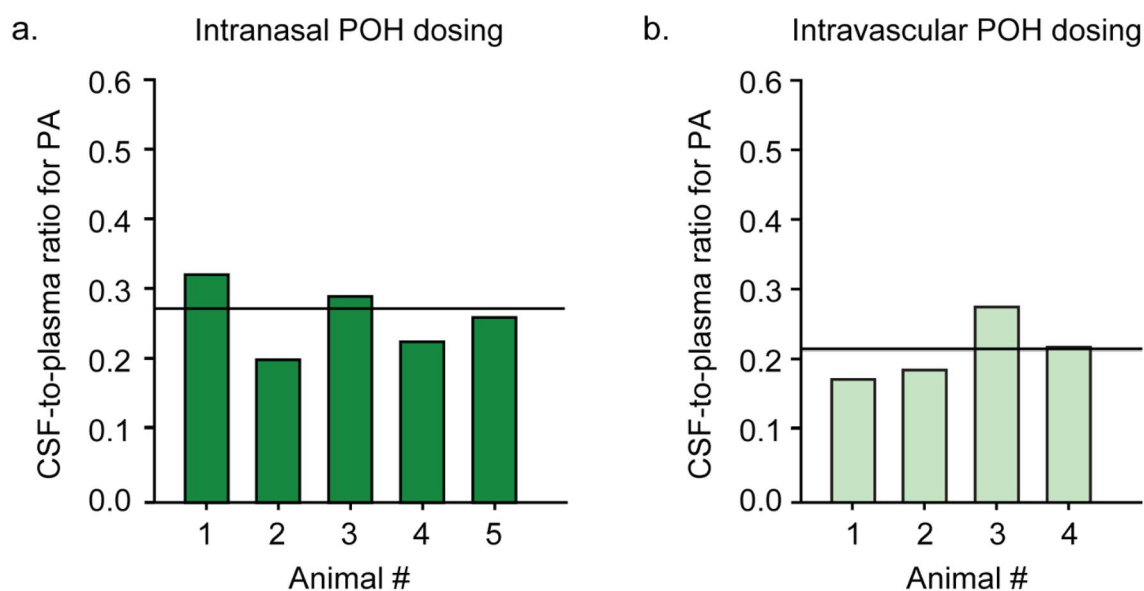 a.
Intranasal POH dosing
CSF-to-plasma ratio for PA
0.6
0.5
0.4
0.3
0.2
0.1
0.0
1 2 3 4 5
Animal #
b.
Intravascular POH dosing
CSF-to-plasma ratio for PA
0.6
0.5
0.4
0.3
0.2
0.1
0.0
1 2 3 4
Animal #